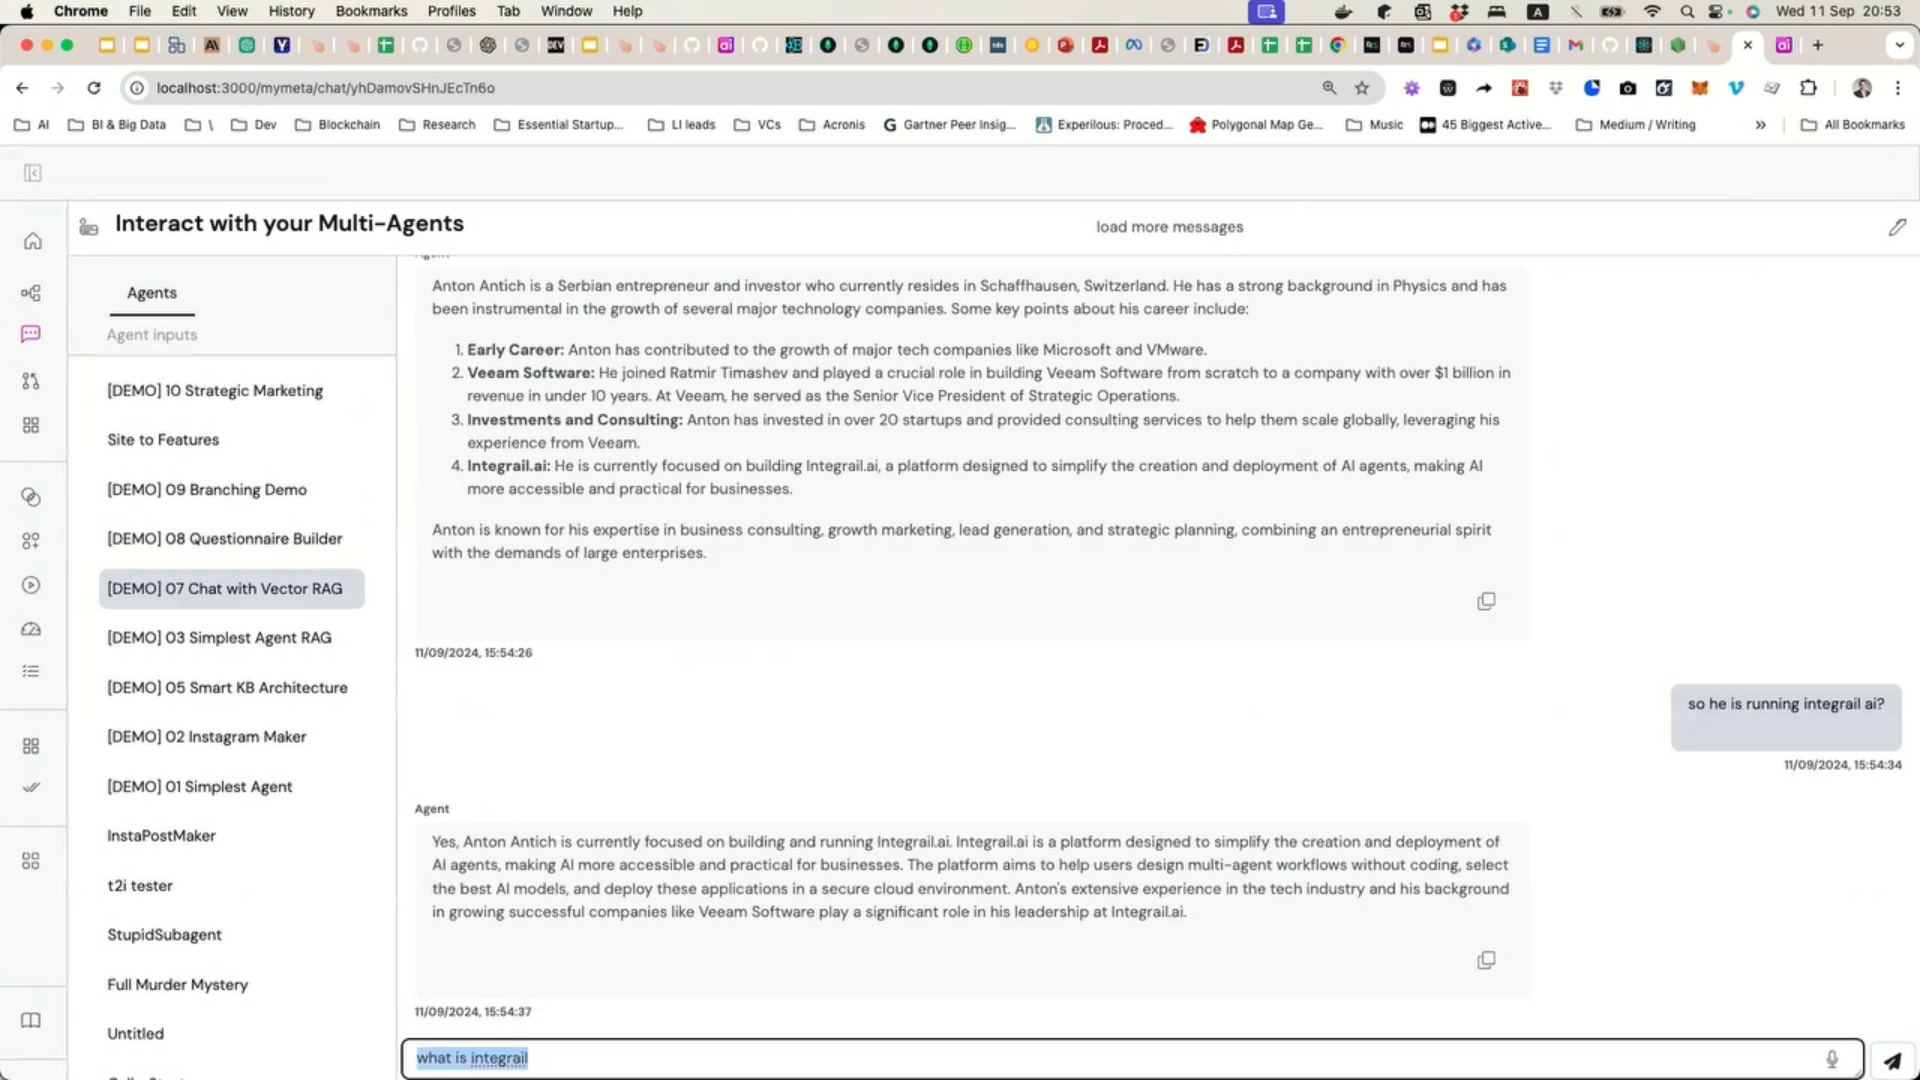 Chrome File Edit View History Bookmarks Profiles Tab Window Help
A
Wed 11 Sep 20:53
localhost:3000/mymeta/chat/yhDamovSHnJEcTn6o
AI
BI & Big Data
\
Dev
Blockchain
Research
Essential Startup...
LI leads
VCs
Acronis
Gartner Peer Insig...
Experilous: Proced...
Polygonal Map Ge...
Music
45 Biggest Active...
Medium / Writing
»
All Bookmarks
Interact with your Multi-Agents
load more messages
Agents
Agent inputs
[DEMO] 10 Strategic Marketing
Site to Features
[DEMO] 09 Branching Demo
[DEMO] 08 Questionnaire Builder
[DEMO] 07 Chat with Vector RAG
[DEMO] 03 Simplest Agent RAG
[DEMO] 05 Smart KB Architecture
[DEMO] 02 Instagram Maker
[DEMO] 01 Simplest Agent
InstaPostMaker
t2i tester
StupidSubagent
Full Murder Mystery
Untitled
Anton Antich is a Serbian entrepreneur and investor who currently resides in Schaffhausen, Switzerland. He has a strong background in Physics and has
been instrumental in the growth of several major technology companies. Some key points about his career include:
1. Early Career: Anton has contributed to the growth of major tech companies like Microsoft and VMware.
2. Veeam Software: He joined Ratmir Timashev and played a crucial role in building Veeam Software from scratch to a company with over $1 billion in
revenue in under 10 years. At Veeam, he served as the Senior Vice President of Strategic Operations.
3. Investments and Consulting: Anton has invested in over 20 startups and provided consulting services to help them scale globally, leveraging his
experience from Veeam.
4. Integrail.ai: He is currently focused on building Integrail.ai, a platform designed to simplify the creation and deployment of AI agents, making AI
more accessible and practical for businesses.
Anton is known for his expertise in business consulting, growth marketing, lead generation, and strategic planning, combining an entrepreneurial spirit
with the demands of large enterprises.
11/09/2024, 15:54:26
so he is running integrail ai?
11/09/2024, 15:54:34
Agent
Yes, Anton Antich is currently focused on building and running Integrail.ai. Integrail.ai is a platform designed to simplify the creation and deployment of
AI agents, making AI more accessible and practical for businesses. The platform aims to help users design multi-agent workflows without coding, select
the best AI models, and deploy these applications in a secure cloud environment. Anton's extensive experience in the tech industry and his background
in growing successful companies like Veeam Software play a significant role in his leadership at Integrail.ai.
11/09/2024, 15:54:37
what is integrail